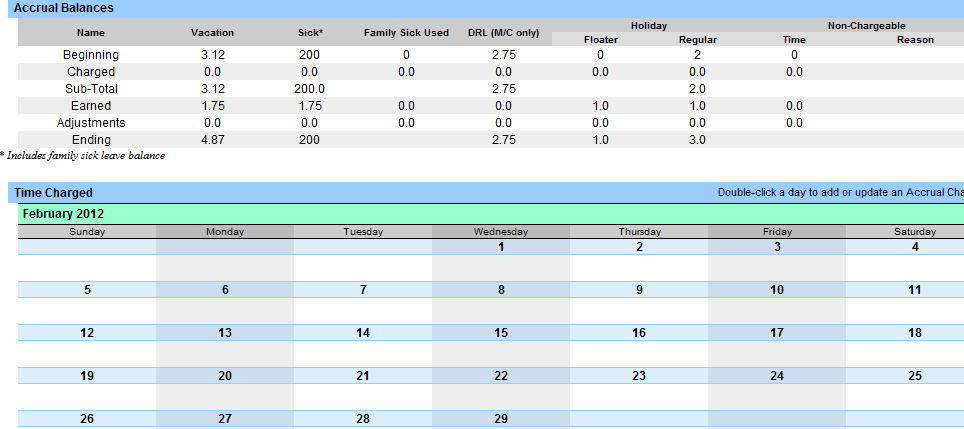 Accrual Balances
Name Vacation Sick* Family Sick Used DRL (M/C only) Holiday Non-Chargeable
Floater Regular Time Reason
Beginning 3.12 200 0 2.75 0 2 0
Charged 0.0 0.0 0.0 0.0 0.0 0.0 0.0
Sub-Total 3.12 200.0 2.75 2.0
Earned 1.75 1.75 0.0 0.0 1.0 1.0 0.0
Adjustments 0.0 0.0 0.0 0.0 0.0 0.0 0.0
Ending 4.87 200 2.75 1.0 3.0
* Includes family sick leave balance
Time Charged Double-click a day to add or update an Accrual Cha
February 2012
Sunday Monday Tuesday Wednesday Thursday Friday Saturday
1 2 3 4
5 6 7 8 9 10 11
12 13 14 15 16 17 18
19 20 21 22 23 24 25
26 27 28 29